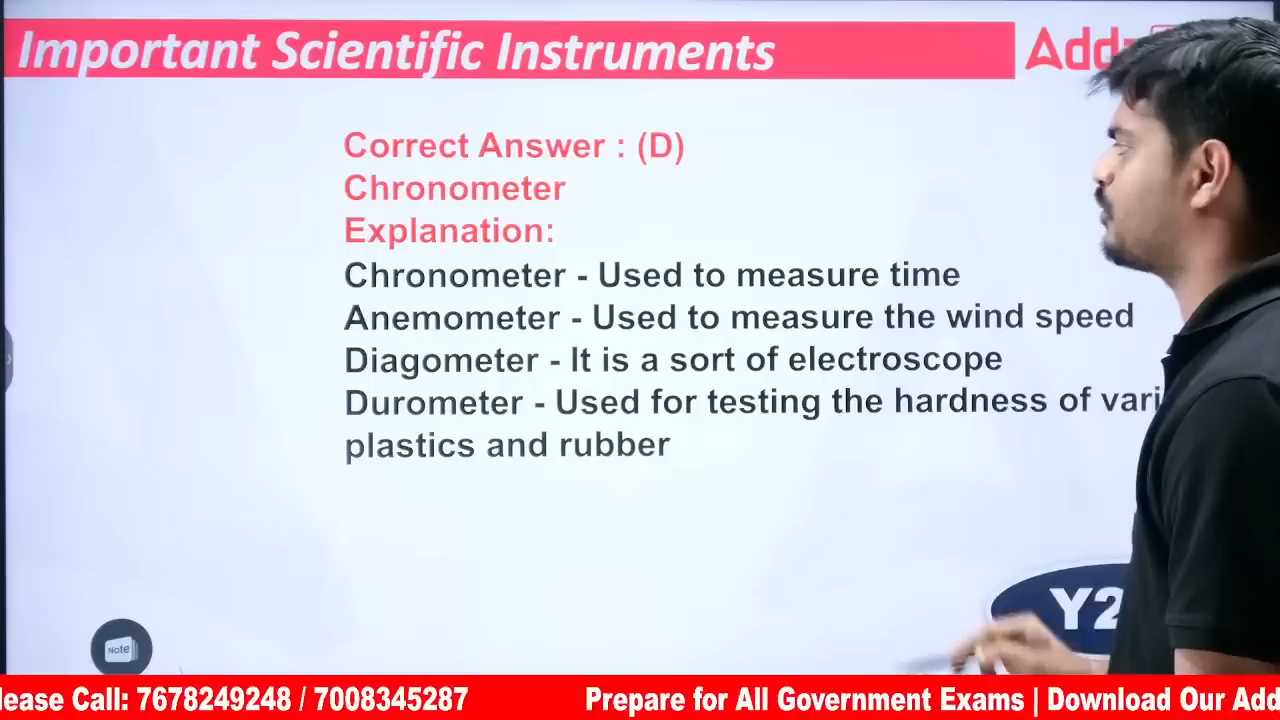 Important Scientific Instruments
Correct Answer : (D)
Chronometer
Explanation:
Chronometer - Used to measure time
Anemometer - Used to measure the wind speed
Diagometer - It is a sort of electroscope
Durometer - Used for testing the hardness of
plastics and rubber
Note
Call: 7678249248 / 7008345287
Prepare for All Government Exams | Download Our